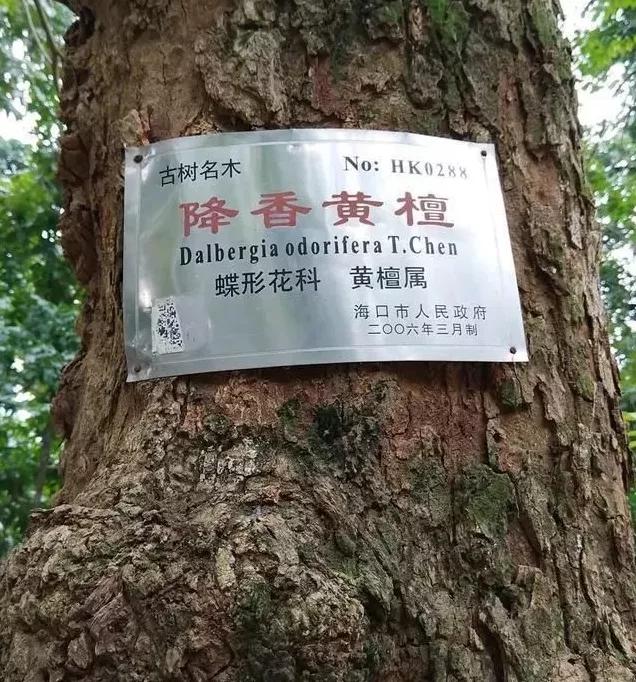 古树名木 No: HK0288
降香黄檀
Dalbergia odorifera T.Chen
蝶形花科 黄檀属
海口市人民政府
二〇〇六年三月制